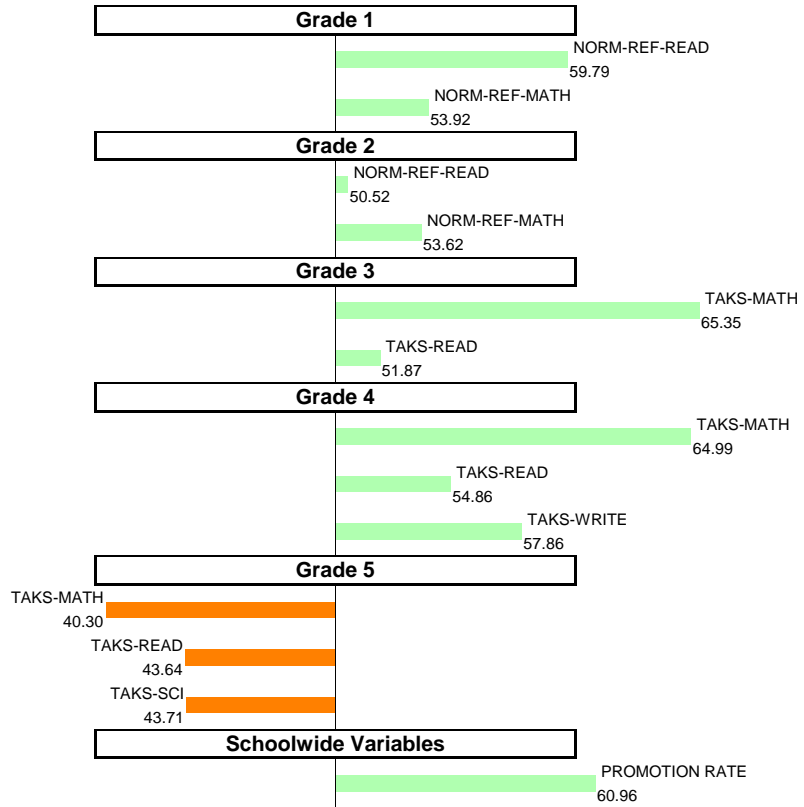 Grade 1
NORM-REF-READ
59.79
NORM-REF-MATH
53.92
Grade 2
NORM-REF-READ
50.52
NORM-REF-MATH
53.62
Grade 3
TAKS-MATH
65.35
TAKS-READ
51.87
Grade 4
TAKS-MATH
64.99
TAKS-READ
54.86
TAKS-WRITE
57.86
Grade 5
TAKS-MATH
40.30
TAKS-READ
43.64
TAKS-SCI
43.71
Schoolwide Variables
PROMOTION RATE
60.96